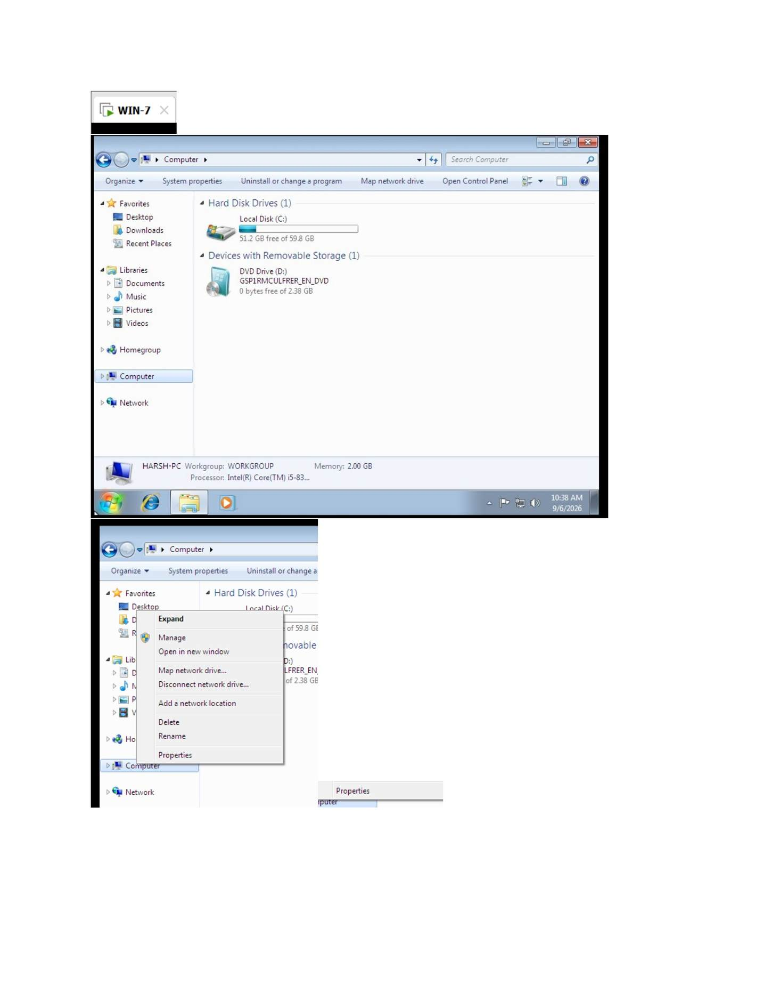 WIN-7
Computer
Search Computer
Organize System properties Uninstall or change a program Map network drive Open Control Panel
Favorites
Desktop
Downloads
Recent Places
Libraries
Documents
Music
Pictures
Videos
Homegroup
Computer
Network
Hard Disk Drives (1)
Local Disk (C:)
51.2 GB free of 59.8 GB
Devices with Removable Storage (1)
DVD Drive (D:)
GSP1RMCULFRER_EN_DVD
0 bytes free of 2.38 GB
HARSH-PC Workgroup: WORKGROUP Memory: 2.00 GB
Processor: Intel(R) Core(TM) i5-83...
10:38 AM
9/6/2026
Computer
Organize System properties Uninstall or change a
Favorites
Desktop
D
R
Lib
D
M
P
V
Ho
Computer
Network
Hard Disk Drives (1)
Local Disk (C:)
of 59.8 GB
movable
D:)
LFRER_EN_
of 2.38 GB
Expand
Manage
Open in new window
Map network drive...
Disconnect network drive...
Add a network location
Delete
Rename
Properties
Properties
mputer